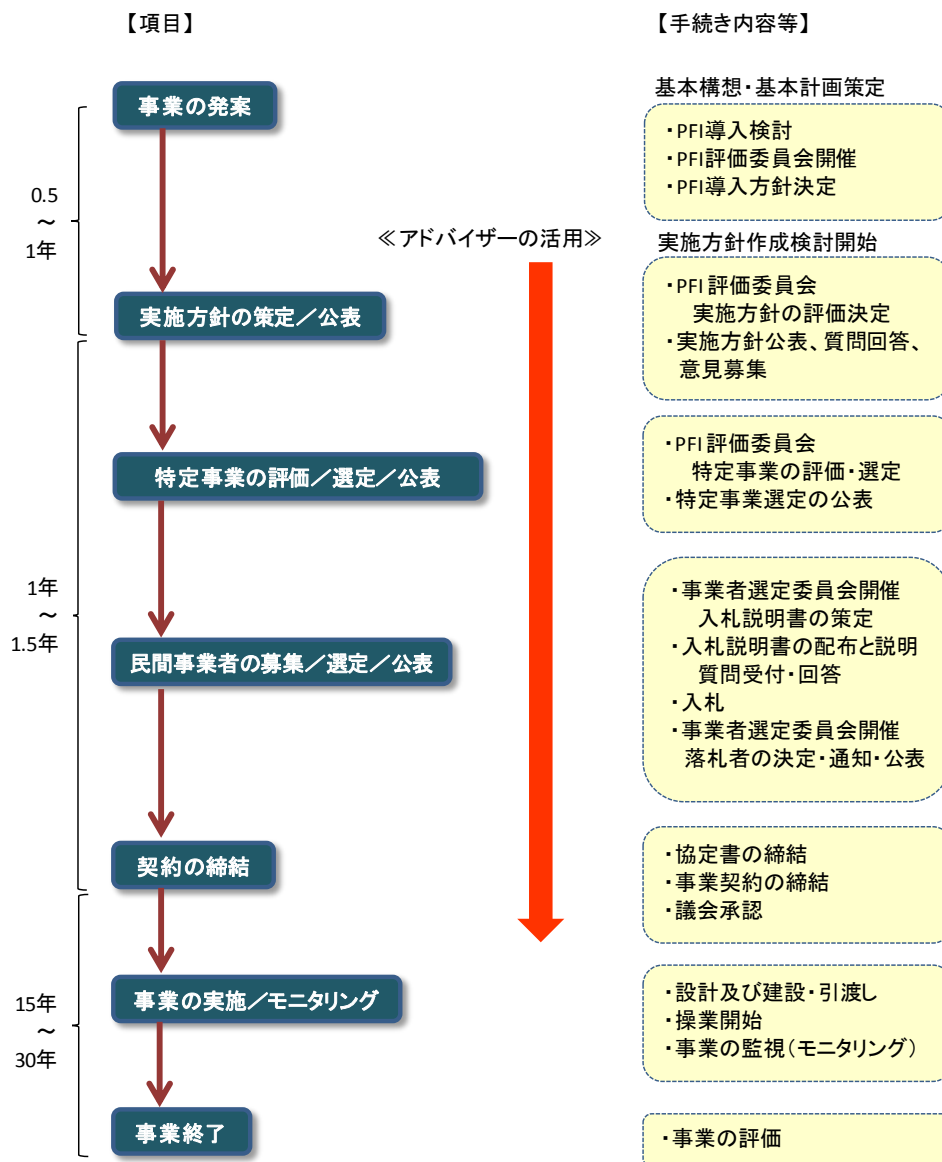 【項目】
【手続き内容等】
事業の発案
基本構想・基本計画策定
・PFI導入検討
・PFI評価委員会開催
・PFI導入方針決定
0.5
～
1年
≪アドバイザーの活用≫
実施方針作成検討開始
実施方針の策定／公表
・PFI評価委員会
実施方針の評価決定
・実施方針公表、質問回答、
意見募集
特定事業の評価／選定／公表
・PFI評価委員会
特定事業の評価・選定
・特定事業選定の公表
1年
～
1.5年
民間事業者の募集／選定／公表
・事業者選定委員会開催
入札説明書の策定
・入札説明書の配布と説明
質問受付・回答
・入札
・事業者選定委員会開催
落札者の決定・通知・公表
契約の締結
・協定書の締結
・事業契約の締結
・議会承認
15年
～
30年
事業の実施／モニタリング
・設計及び建設・引渡し
・操業開始
・事業の監視（モニタリング）
事業終了
・事業の評価